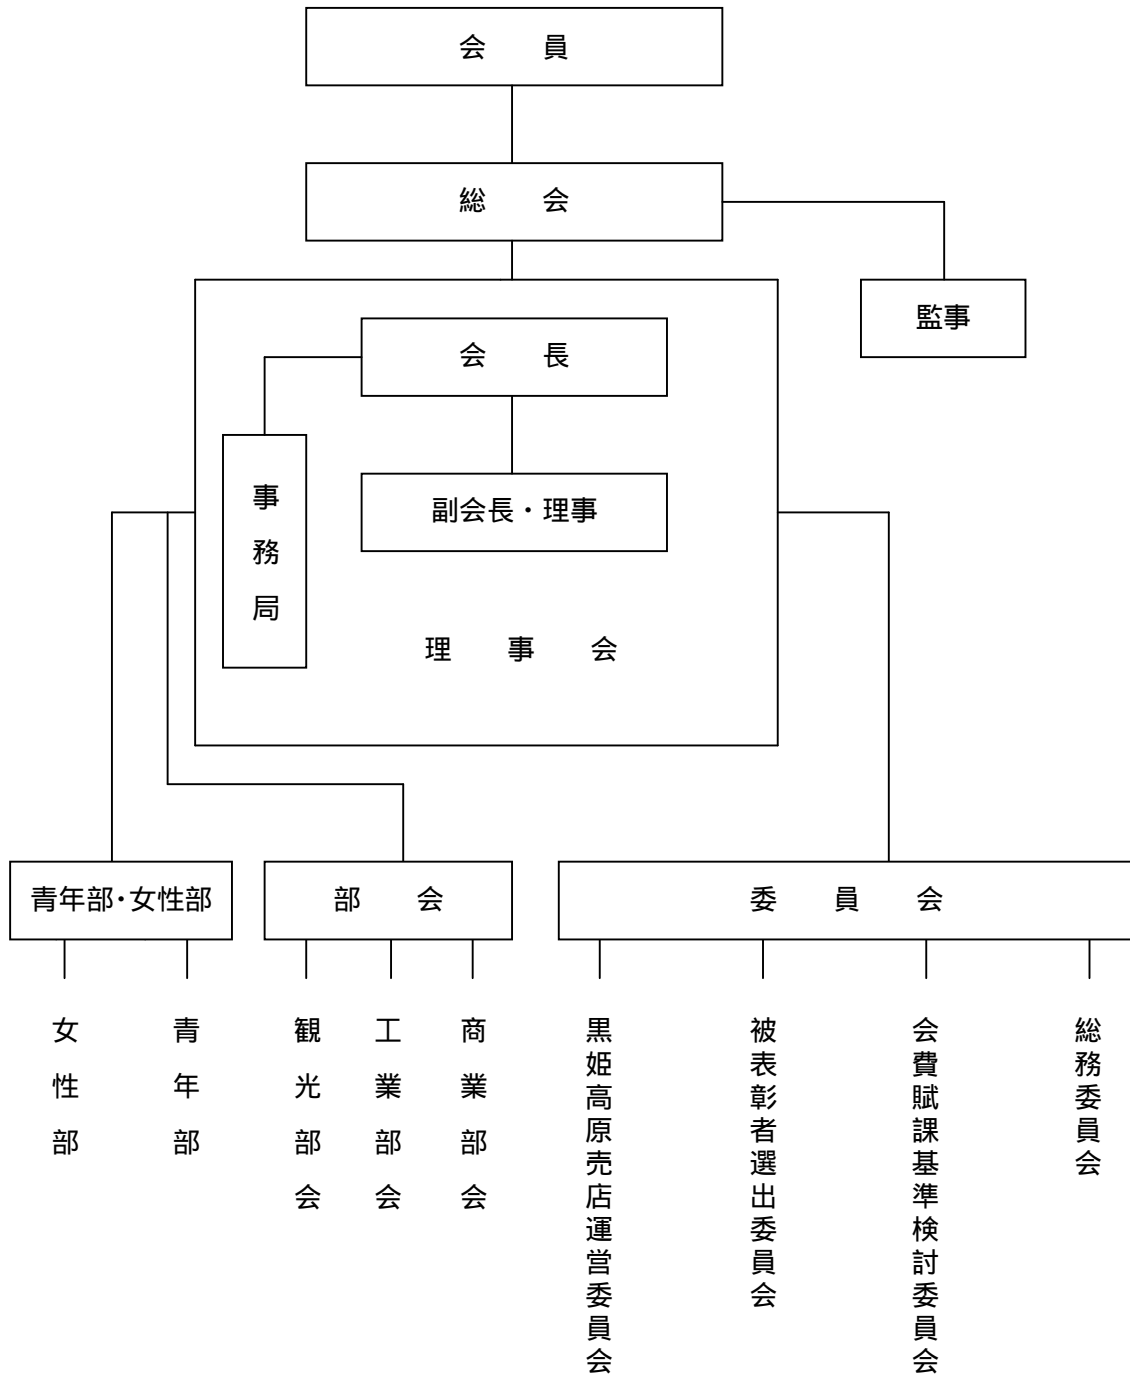 会　員
総　会
監事
会　長
副会長・理事
事務局
理　事　会
青年部・女性部
部　会
委　員　会
女性部
青年部
観光部会
工業部会
商業部会
黒姫高原売店運営委員会
被表彰者選出委員会
会費賦課基準検討委員会
総務委員会